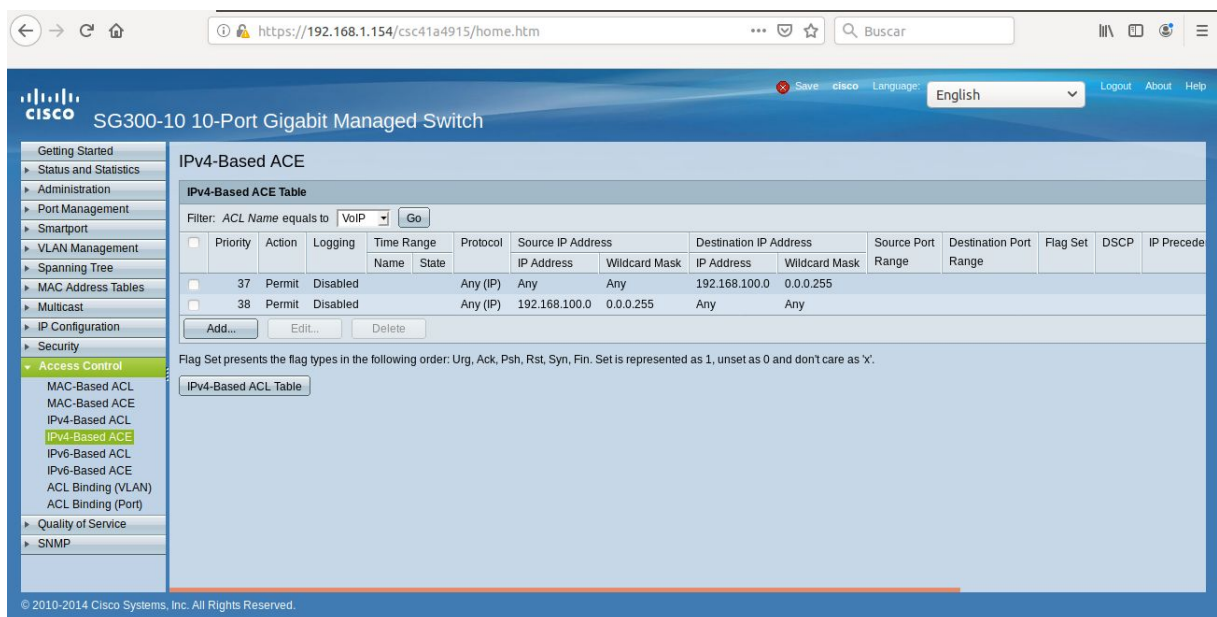 https://192.168.1.154/csc41a4915/home.htm
Buscar
Save cisco Language: English Logout About Help
CISCO
SG300-10 10-Port Gigabit Managed Switch
Getting Started
Status and Statistics
Administration
Port Management
Smartport
VLAN Management
Spanning Tree
MAC Address Tables
Multicast
IP Configuration
Security
Access Control
MAC-Based ACL
MAC-Based ACE
IPv4-Based ACL
IPv4-Based ACE
IPv6-Based ACL
IPv6-Based ACE
ACL Binding (VLAN)
ACL Binding (Port)
Quality of Service
SNMP
IPv4-Based ACE
IPv4-Based ACE Table
Filter: ACL Name equals to VoIP Go
Priority Action Logging Time Range Protocol Source IP Address Destination IP Address Source Port Range Destination Port Range Flag Set DSCP IP Precede
Name State IP Address Wildcard Mask IP Address Wildcard Mask
37 Permit Disabled Any (IP) Any Any 192.168.100.0 0.0.0.255
38 Permit Disabled Any (IP) 192.168.100.0 0.0.0.255 Any Any
Add... Edit... Delete
Flag Set presents the flag types in the following order: Urg, Ack, Psh, Rst, Syn, Fin. Set is represented as 1, unset as 0 and don't care as 'x'.
IPv4-Based ACL Table
© 2010-2014 Cisco Systems, Inc. All Rights Reserved.